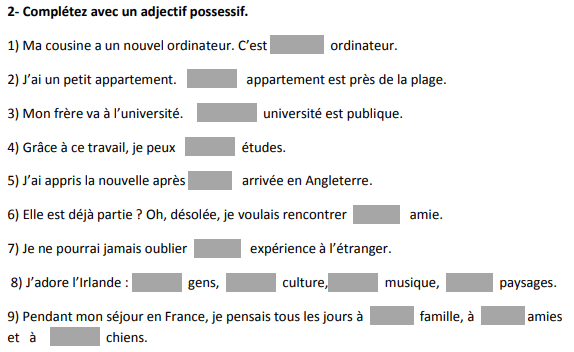 2- Complétez avec un adjectif possessif.
1) Ma cousine a un nouvel ordinateur. C’est ordinateur.
2) J’ai un petit appartement. appartement est près de la plage.
3) Mon frère va à l’université. université est publique.
4) Grâce à ce travail, je peux études.
5) J’ai appris la nouvelle après arrivée en Angleterre.
6) Elle est déjà partie ? Oh, désolée, je voulais rencontrer amie.
7) Je ne pourrai jamais oublier expérience à l’étranger.
8) J’adore l’Irlande : gens, culture, musique, paysages.
9) Pendant mon séjour en France, je pensais tous les jours à famille, à amies
et à chiens.